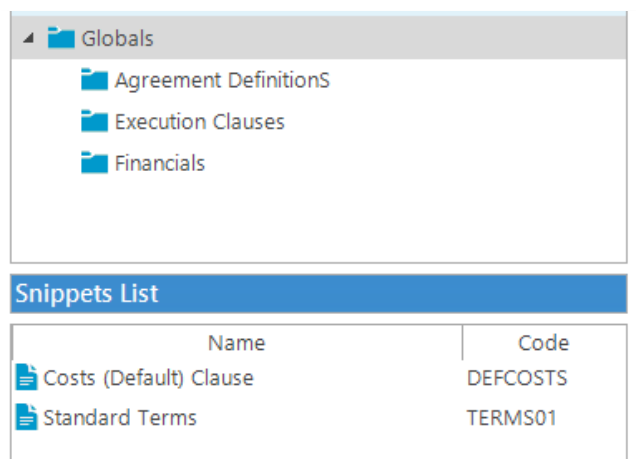 Globals
Agreement DefinitionS
Execution Clauses
Financials
Snippets List
Name Code
Costs (Default) Clause DEFCOSTS
Standard Terms TERMS01